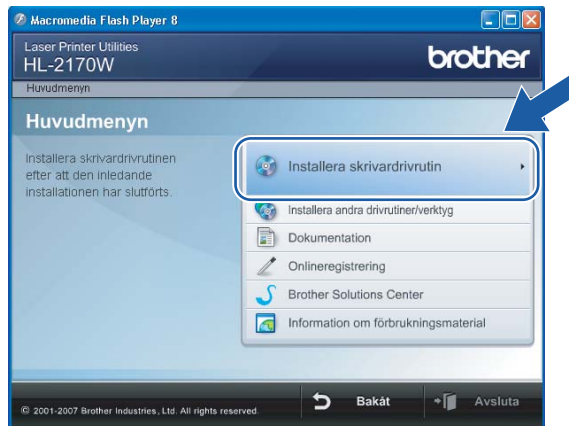 Macromedia Flash Player 8
Laser Printer Utilities
HL-2170W
brother
Huvudmenyn
Huvudmenyn
Installera skrivardrivrutinen
efter att den inledande
installationen har slutförts.
Installera skrivardrivrutin
Installera andra drivrutiner/verktyg
Dokumentation
Onlineregistrering
Brother Solutions Center
Information om förbrukningsmaterial
© 2001-2007 Brother Industries, Ltd. All rights reserved.
Bakåt
Avsluta